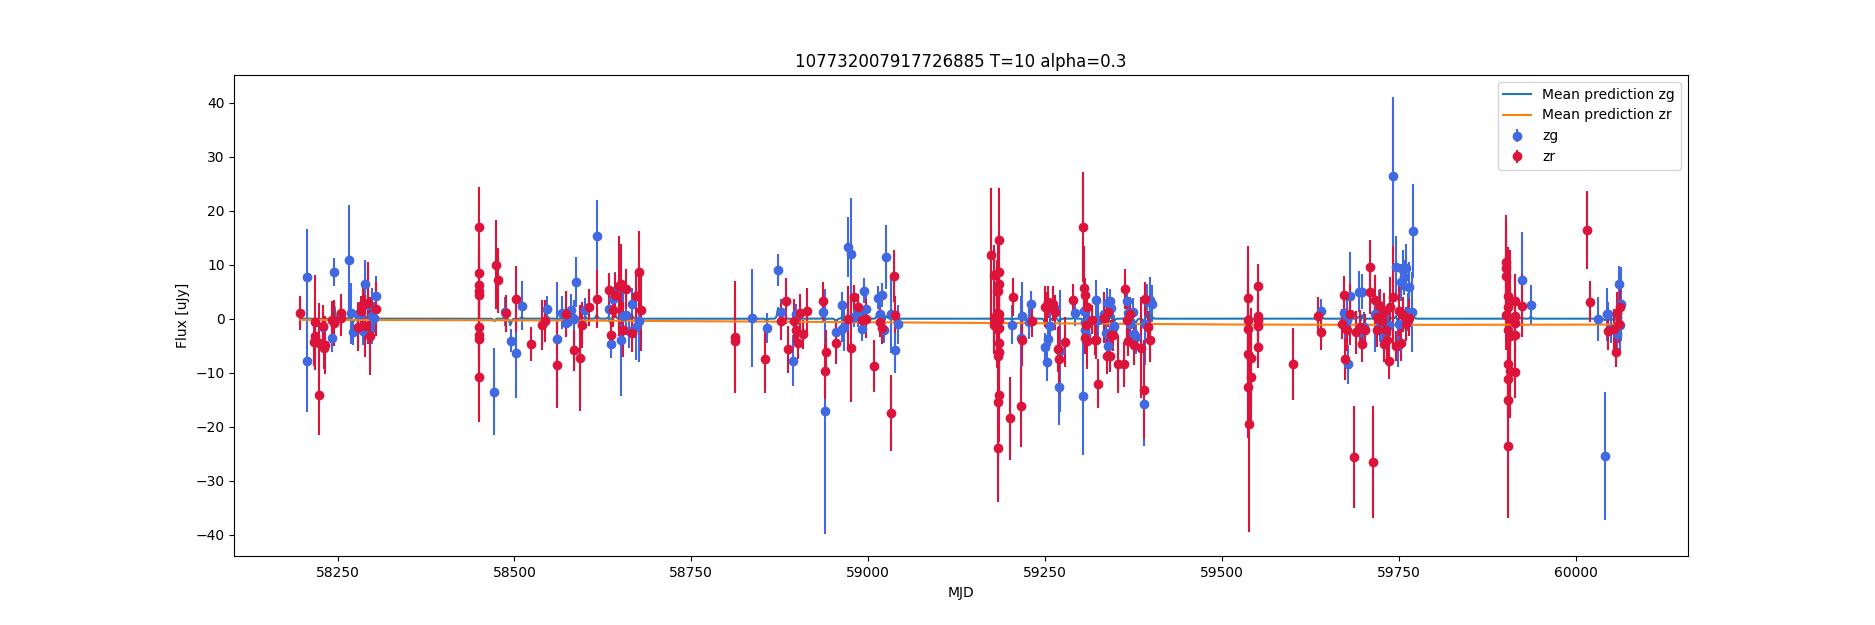 107732007917726885 T=10 alpha=0.3
Mean prediction zg
Mean prediction zr
zg
zr
Flux [uJy]
40
30
20
10
0
−10
−20
−30
−40
58250 58500 58750 59000 59250 59500 59750 60000
MJD